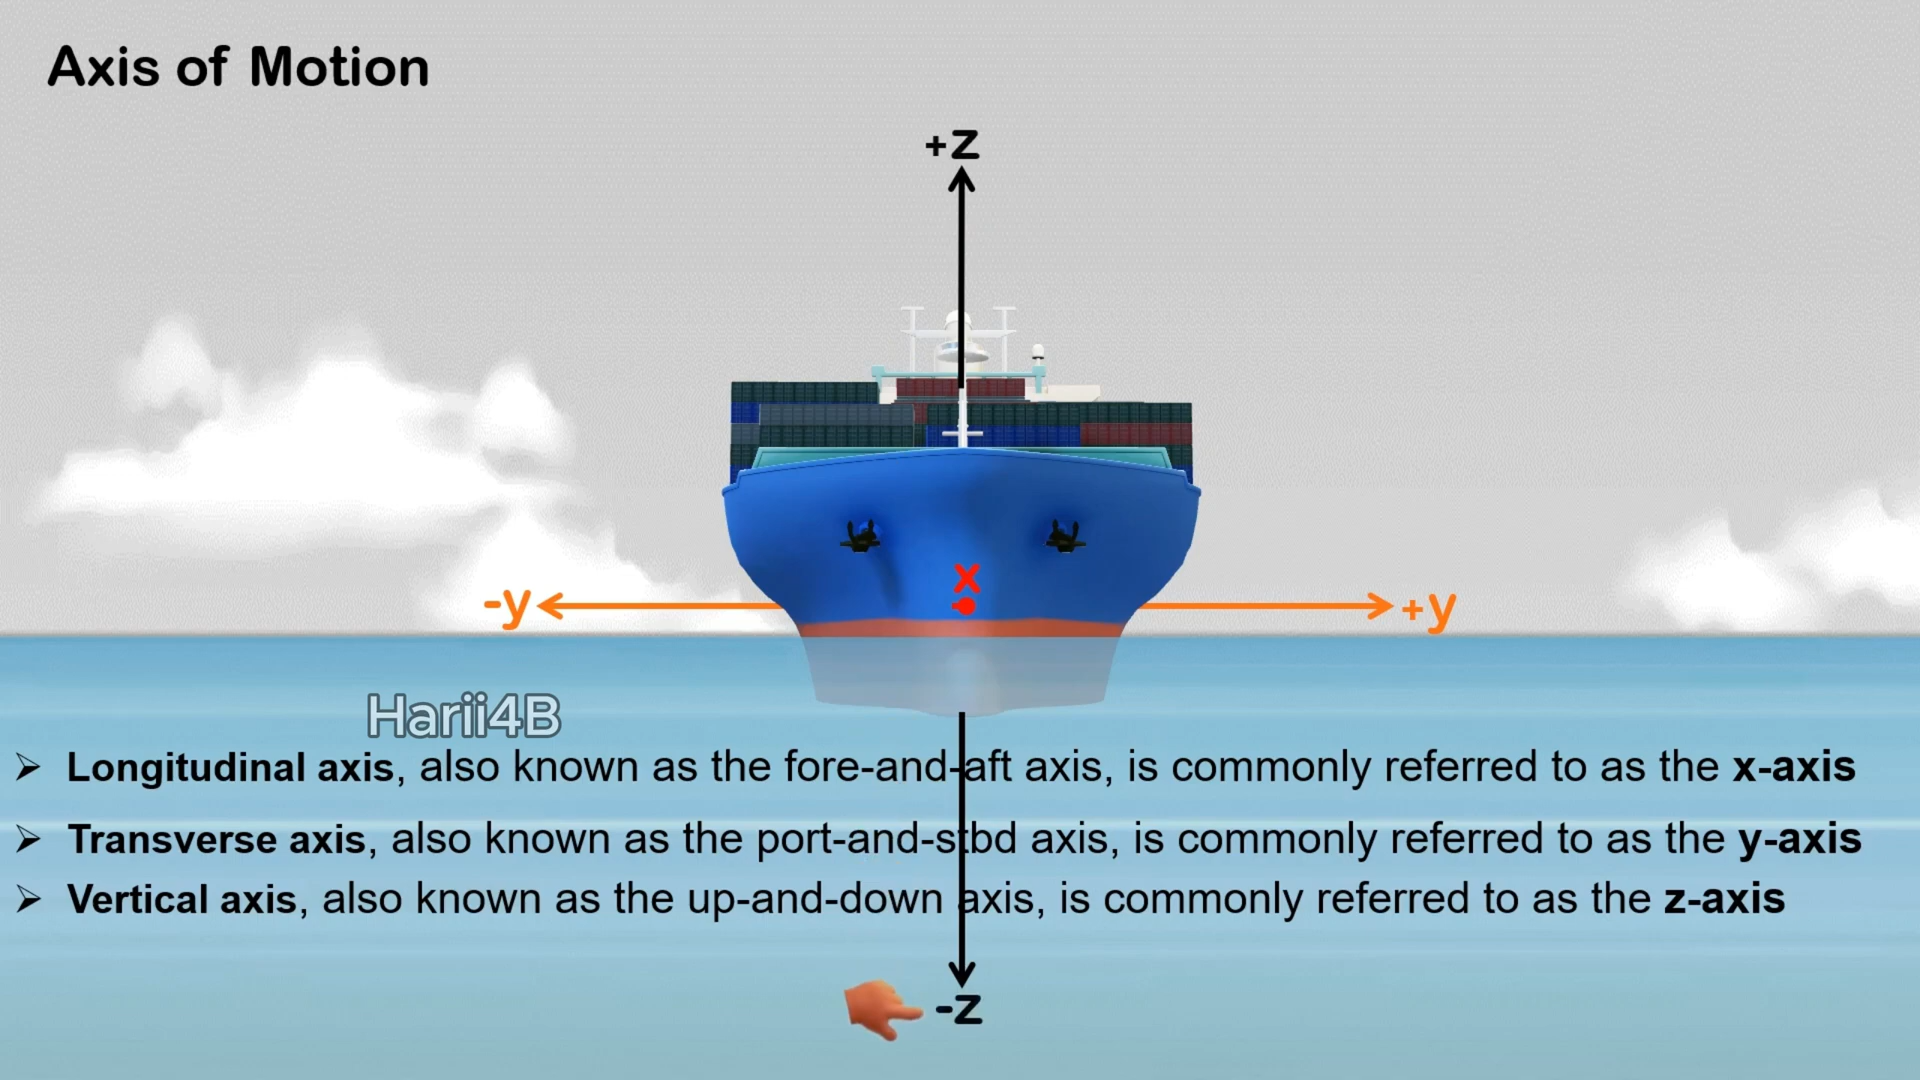 Axis of Motion
+Z
x
-y
+y
Harii4B
Longitudinal axis, also known as the fore-and-aft axis, is commonly referred to as the x-axis
Transverse axis, also known as the port-and-stbd axis, is commonly referred to as the y-axis
Vertical axis, also known as the up-and-down axis, is commonly referred to as the z-axis
-Z